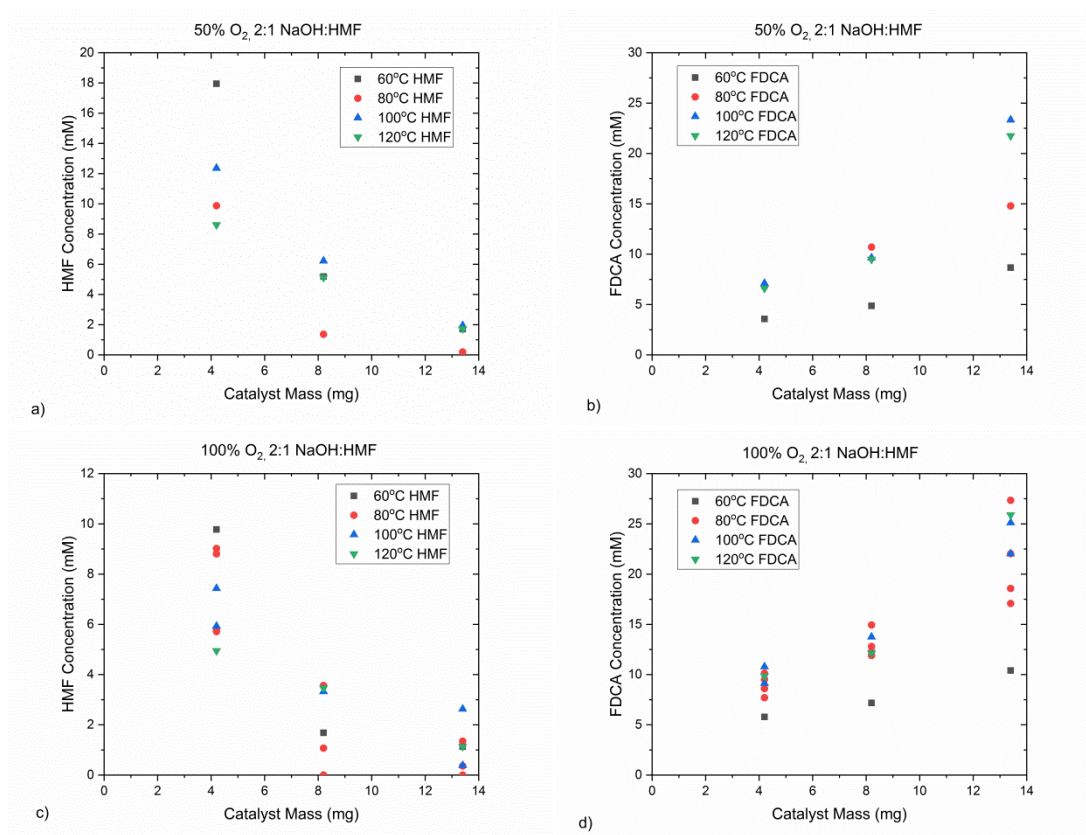 50% O₂, 2:1 NaOH:HMF
20
18
16
14
12
10
8
6
4
2
0
HMF Concentration (mM)
60°C HMF
80°C HMF
100°C HMF
120°C HMF
0 2 4 6 8 10 12 14
Catalyst Mass (mg)
a)
50% O₂, 2:1 NaOH:HMF
30
25
20
15
10
5
0
FDCA Concentration (mM)
60°C FDCA
80°C FDCA
100°C FDCA
120°C FDCA
0 2 4 6 8 10 12 14
Catalyst Mass (mg)
b)
100% O₂, 2:1 NaOH:HMF
12
10
8
6
4
2
0
HMF Concentration (mM)
60°C HMF
80°C HMF
100°C HMF
120°C HMF
0 2 4 6 8 10 12 14
Catalyst Mass (mg)
c)
100% O₂, 2:1 NaOH:HMF
30
25
20
15
10
5
0
FDCA Concentration (mM)
60°C FDCA
80°C FDCA
100°C FDCA
120°C FDCA
0 2 4 6 8 10 12 14
Catalyst Mass (mg)
d)